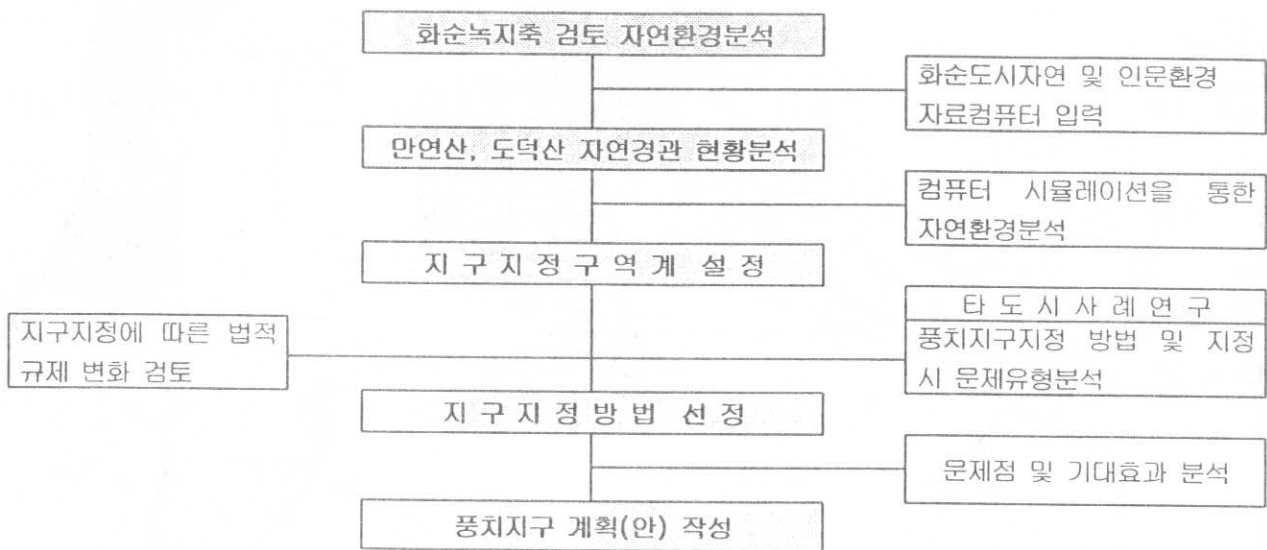 화순녹지축 검토 자연환경분석
화순도시자연 및 인문환경
자료컴퓨터 입력
만연산, 도덕산 자연경관 현황분석
컴퓨터 시뮬레이션을 통한
자연환경분석
지 구 지 정 구 역 계 설 정
타 도 시 사 례 연 구
지구지정에 따른 법적
규제 변화 검토
풍치지구지정 방법 및 지정
시 문제유형분석
지 구 지 정 방 법 선 정
문제점 및 기대효과 분석
풍치지구 계획(안) 작성